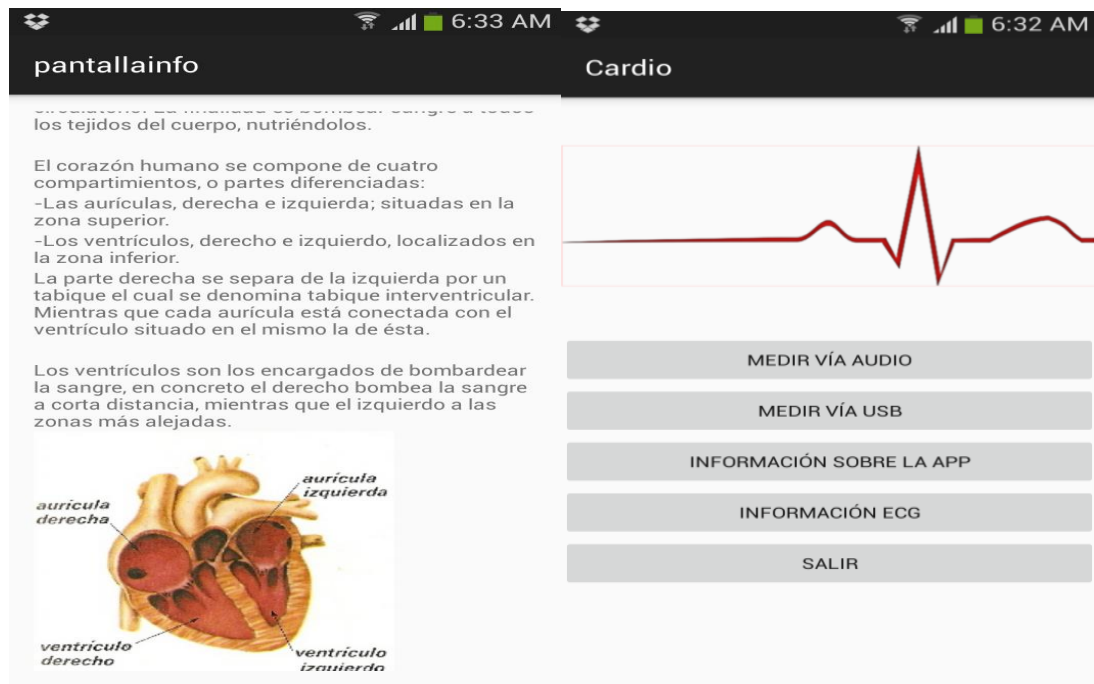 6:33 AM
pantallainfo
los tejidos del cuerpo, nutriéndolos.
El corazón humano se compone de cuatro
compartimientos, o partes diferenciadas:
-Las aurículas, derecha e izquierda; situadas en la
zona superior.
-Los ventrículos, derecho e izquierdo, localizados en
la zona inferior.
La parte derecha se separa de la izquierda por un
tabique el cual se denomina tabique interventricular.
Mientras que cada aurícula está conectada con el
ventrículo situado en el mismo la de ésta.
Los ventrículos son los encargados de bombardear
la sangre, en concreto el derecho bombea la sangre
a corta distancia, mientras que el izquierdo a las
zonas más alejadas.
aurícula
izquierda
aurícula
derecha
ventrículo
derecho
ventrículo
izquierdo
6:32 AM
Cardio
MEDIR VÍA AUDIO
MEDIR VÍA USB
INFORMACIÓN SOBRE LA APP
INFORMACIÓN ECG
SALIR